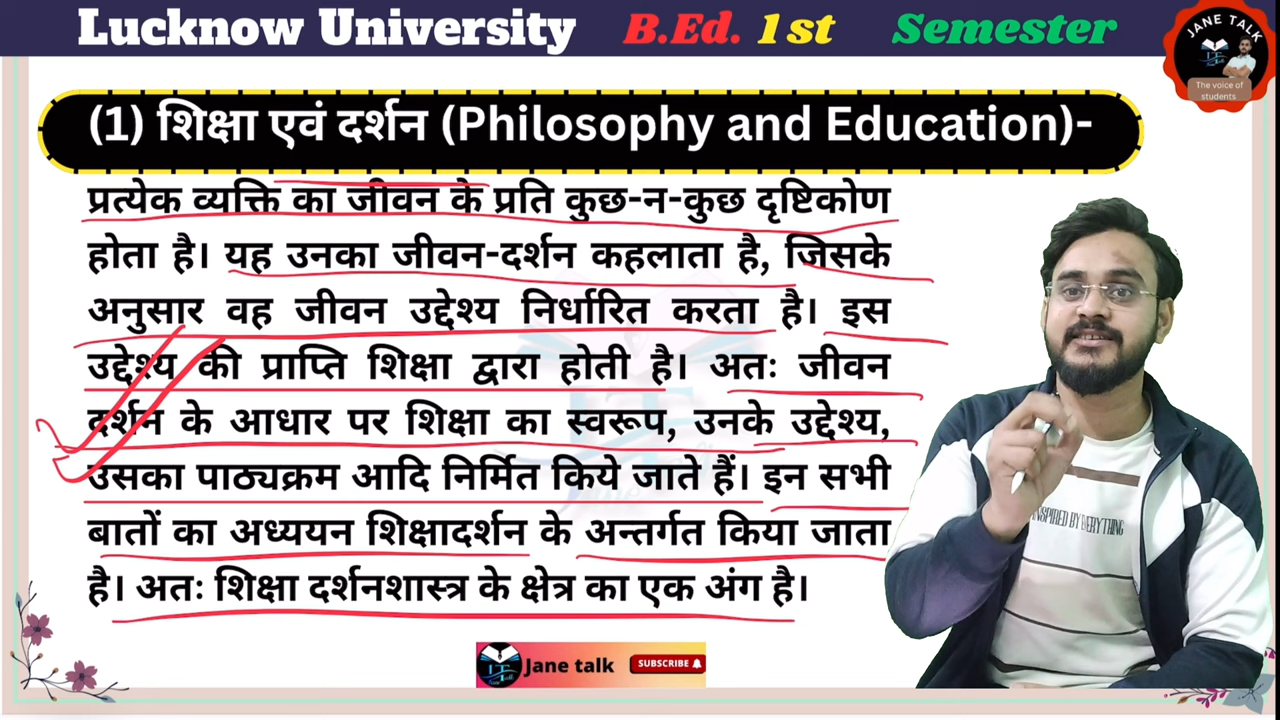 Lucknow University B.Ed. 1st Semester
JANE TALK
The voice of
students
(1) शिक्षा एवं दर्शन (Philosophy and Education)-
प्रत्येक व्यक्ति का जीवन के प्रति कुछ-न-कुछ दृष्टिकोण
होता है। यह उनका जीवन-दर्शन कहलाता है, जिसके
अनुसार वह जीवन उद्देश्य निर्धारित करता है। इस
उद्देश्य की प्राप्ति शिक्षा द्वारा होती है। अतः जीवन
दर्शन के आधार पर शिक्षा का स्वरूप, उनके उद्देश्य,
उसका पाठ्यक्रम आदि निर्मित किये जाते हैं। इन सभी
बातों का अध्ययन शिक्षादर्शन के अन्तर्गत किया जाता
है। अतः शिक्षा दर्शनशास्त्र के क्षेत्र का एक अंग है।
INSPIRED BY EVERYTHING
Jane talk SUBSCRIBE